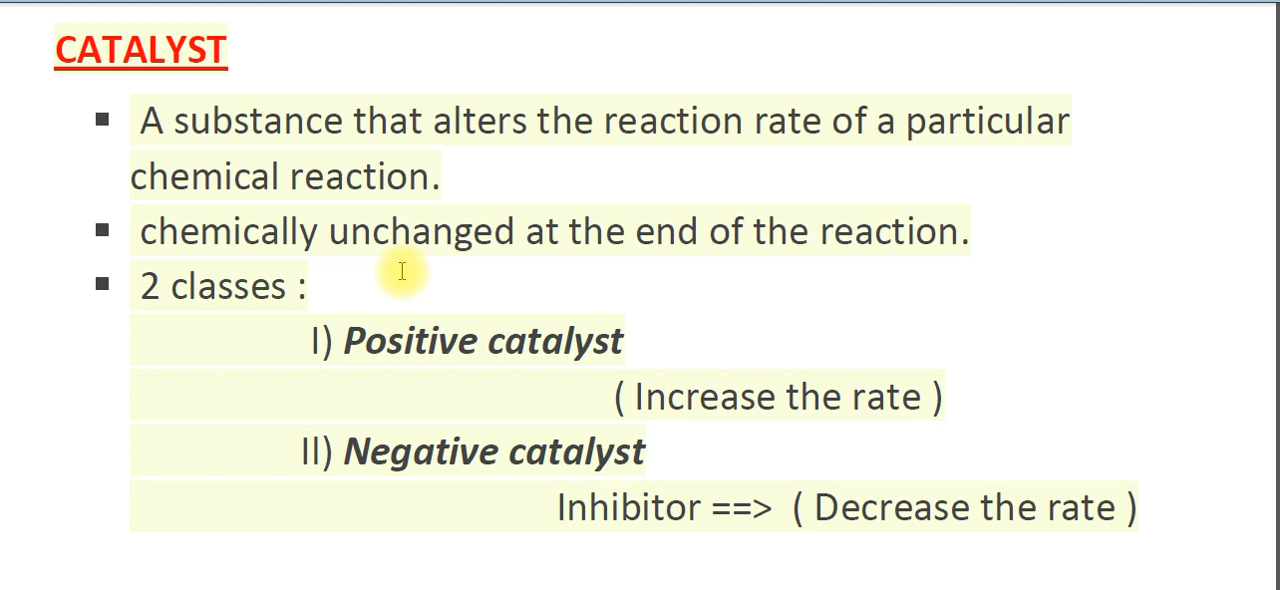 CATALYST
▪ A substance that alters the reaction rate of a particular
chemical reaction.
▪ chemically unchanged at the end of the reaction.
▪ 2 classes :
I) Positive catalyst
( Increase the rate )
II) Negative catalyst
Inhibitor ==> ( Decrease the rate )